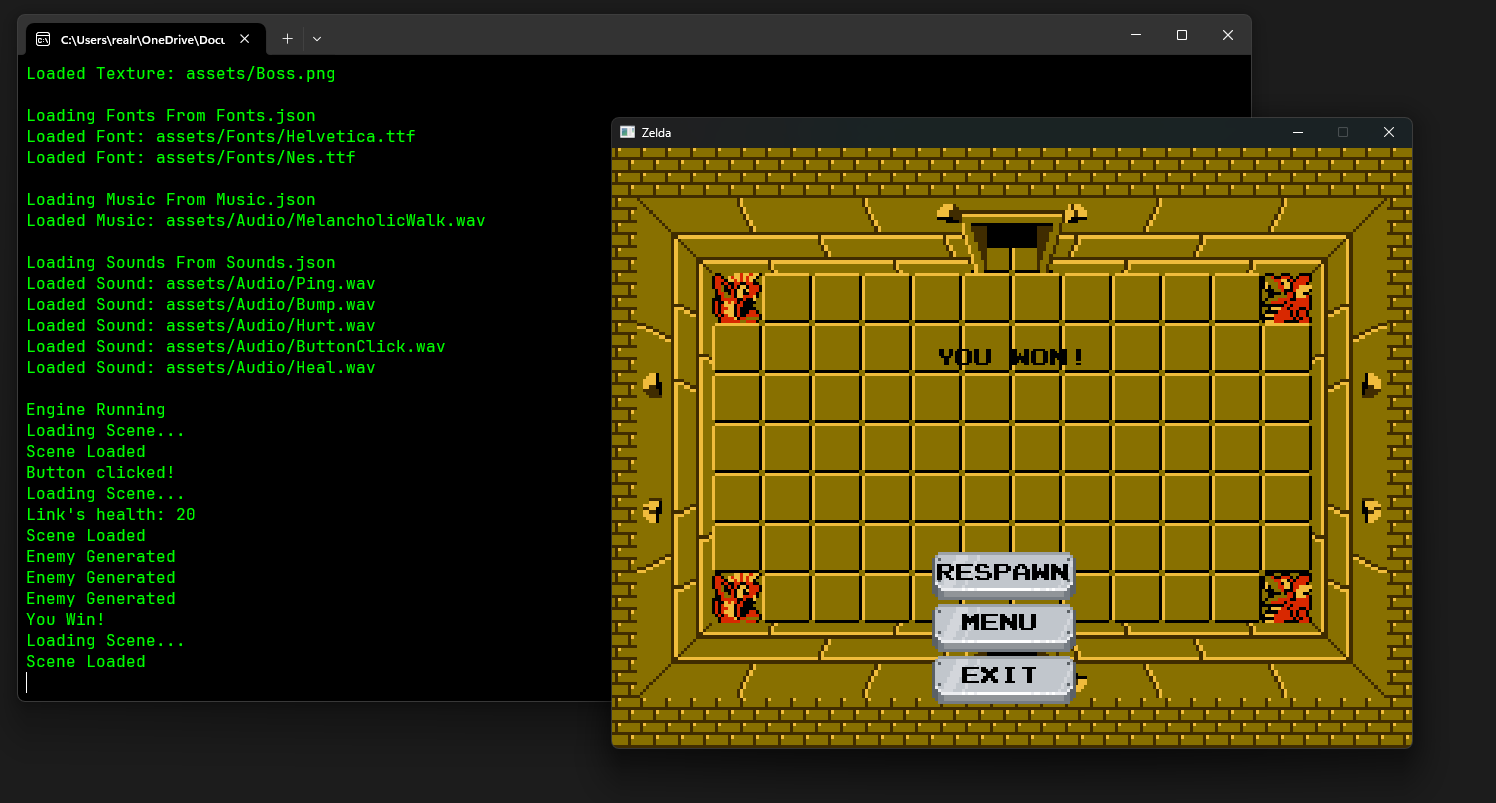 C:\Users\realr\OneDrive\Docu
Loaded Texture: assets/Boss.png
Loading Fonts From Fonts.json
Loaded Font: assets/Fonts/Helvetica.ttf
Loaded Font: assets/Fonts/Nes.ttf
Loading Music From Music.json
Loaded Music: assets/Audio/MelancholicWalk.wav
Loading Sounds From Sounds.json
Loaded Sound: assets/Audio/Ping.wav
Loaded Sound: assets/Audio/Bump.wav
Loaded Sound: assets/Audio/Hurt.wav
Loaded Sound: assets/Audio/ButtonClick.wav
Loaded Sound: assets/Audio/Heal.wav
Engine Running
Loading Scene...
Scene Loaded
Button clicked!
Loading Scene...
Link's health: 20
Scene Loaded
Enemy Generated
Enemy Generated
Enemy Generated
You Win!
Loading Scene...
Scene Loaded
Zelda
YOU WON!
RESPAWN
MENU
EXIT